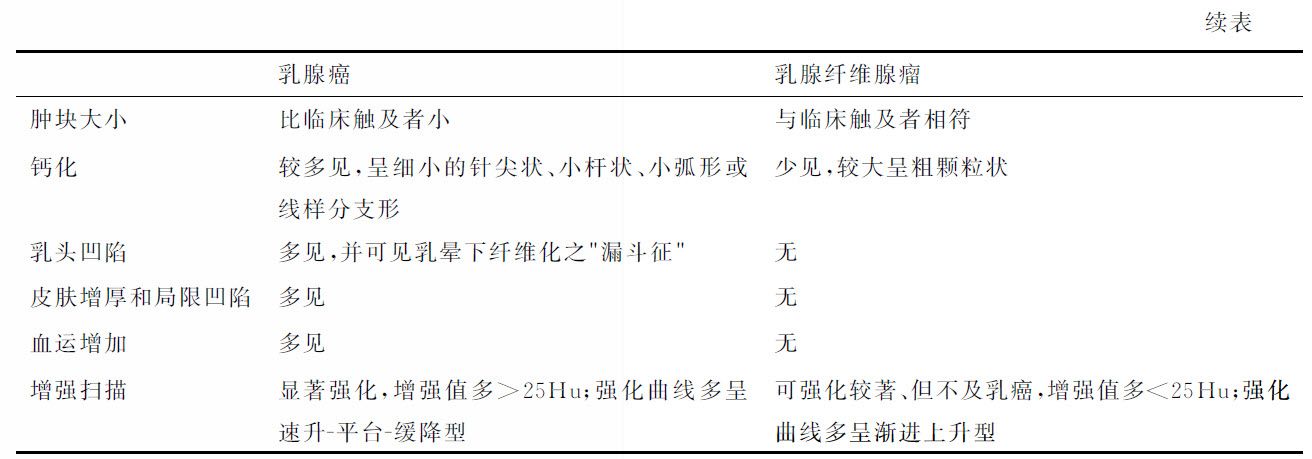 续表
乳腺癌 乳腺纤维腺瘤
肿块大小 比临床触及者小 与临床触及者相符
钙化 较多见,呈细小的针尖状、小杆状、小弧形或 少见,较大呈粗颗粒状
线样分支形
乳头凹陷 多见,并可见乳晕下纤维化之"漏斗征" 无
皮肤增厚和局限凹陷 多见 无
血运增加 多见 无
增强扫描 显著强化,增强值多>25Hu;强化曲线多呈 可强化较著、但不及乳癌,增强值多<25Hu;强化
速升-平台-缓降型 曲线多呈渐进上升型